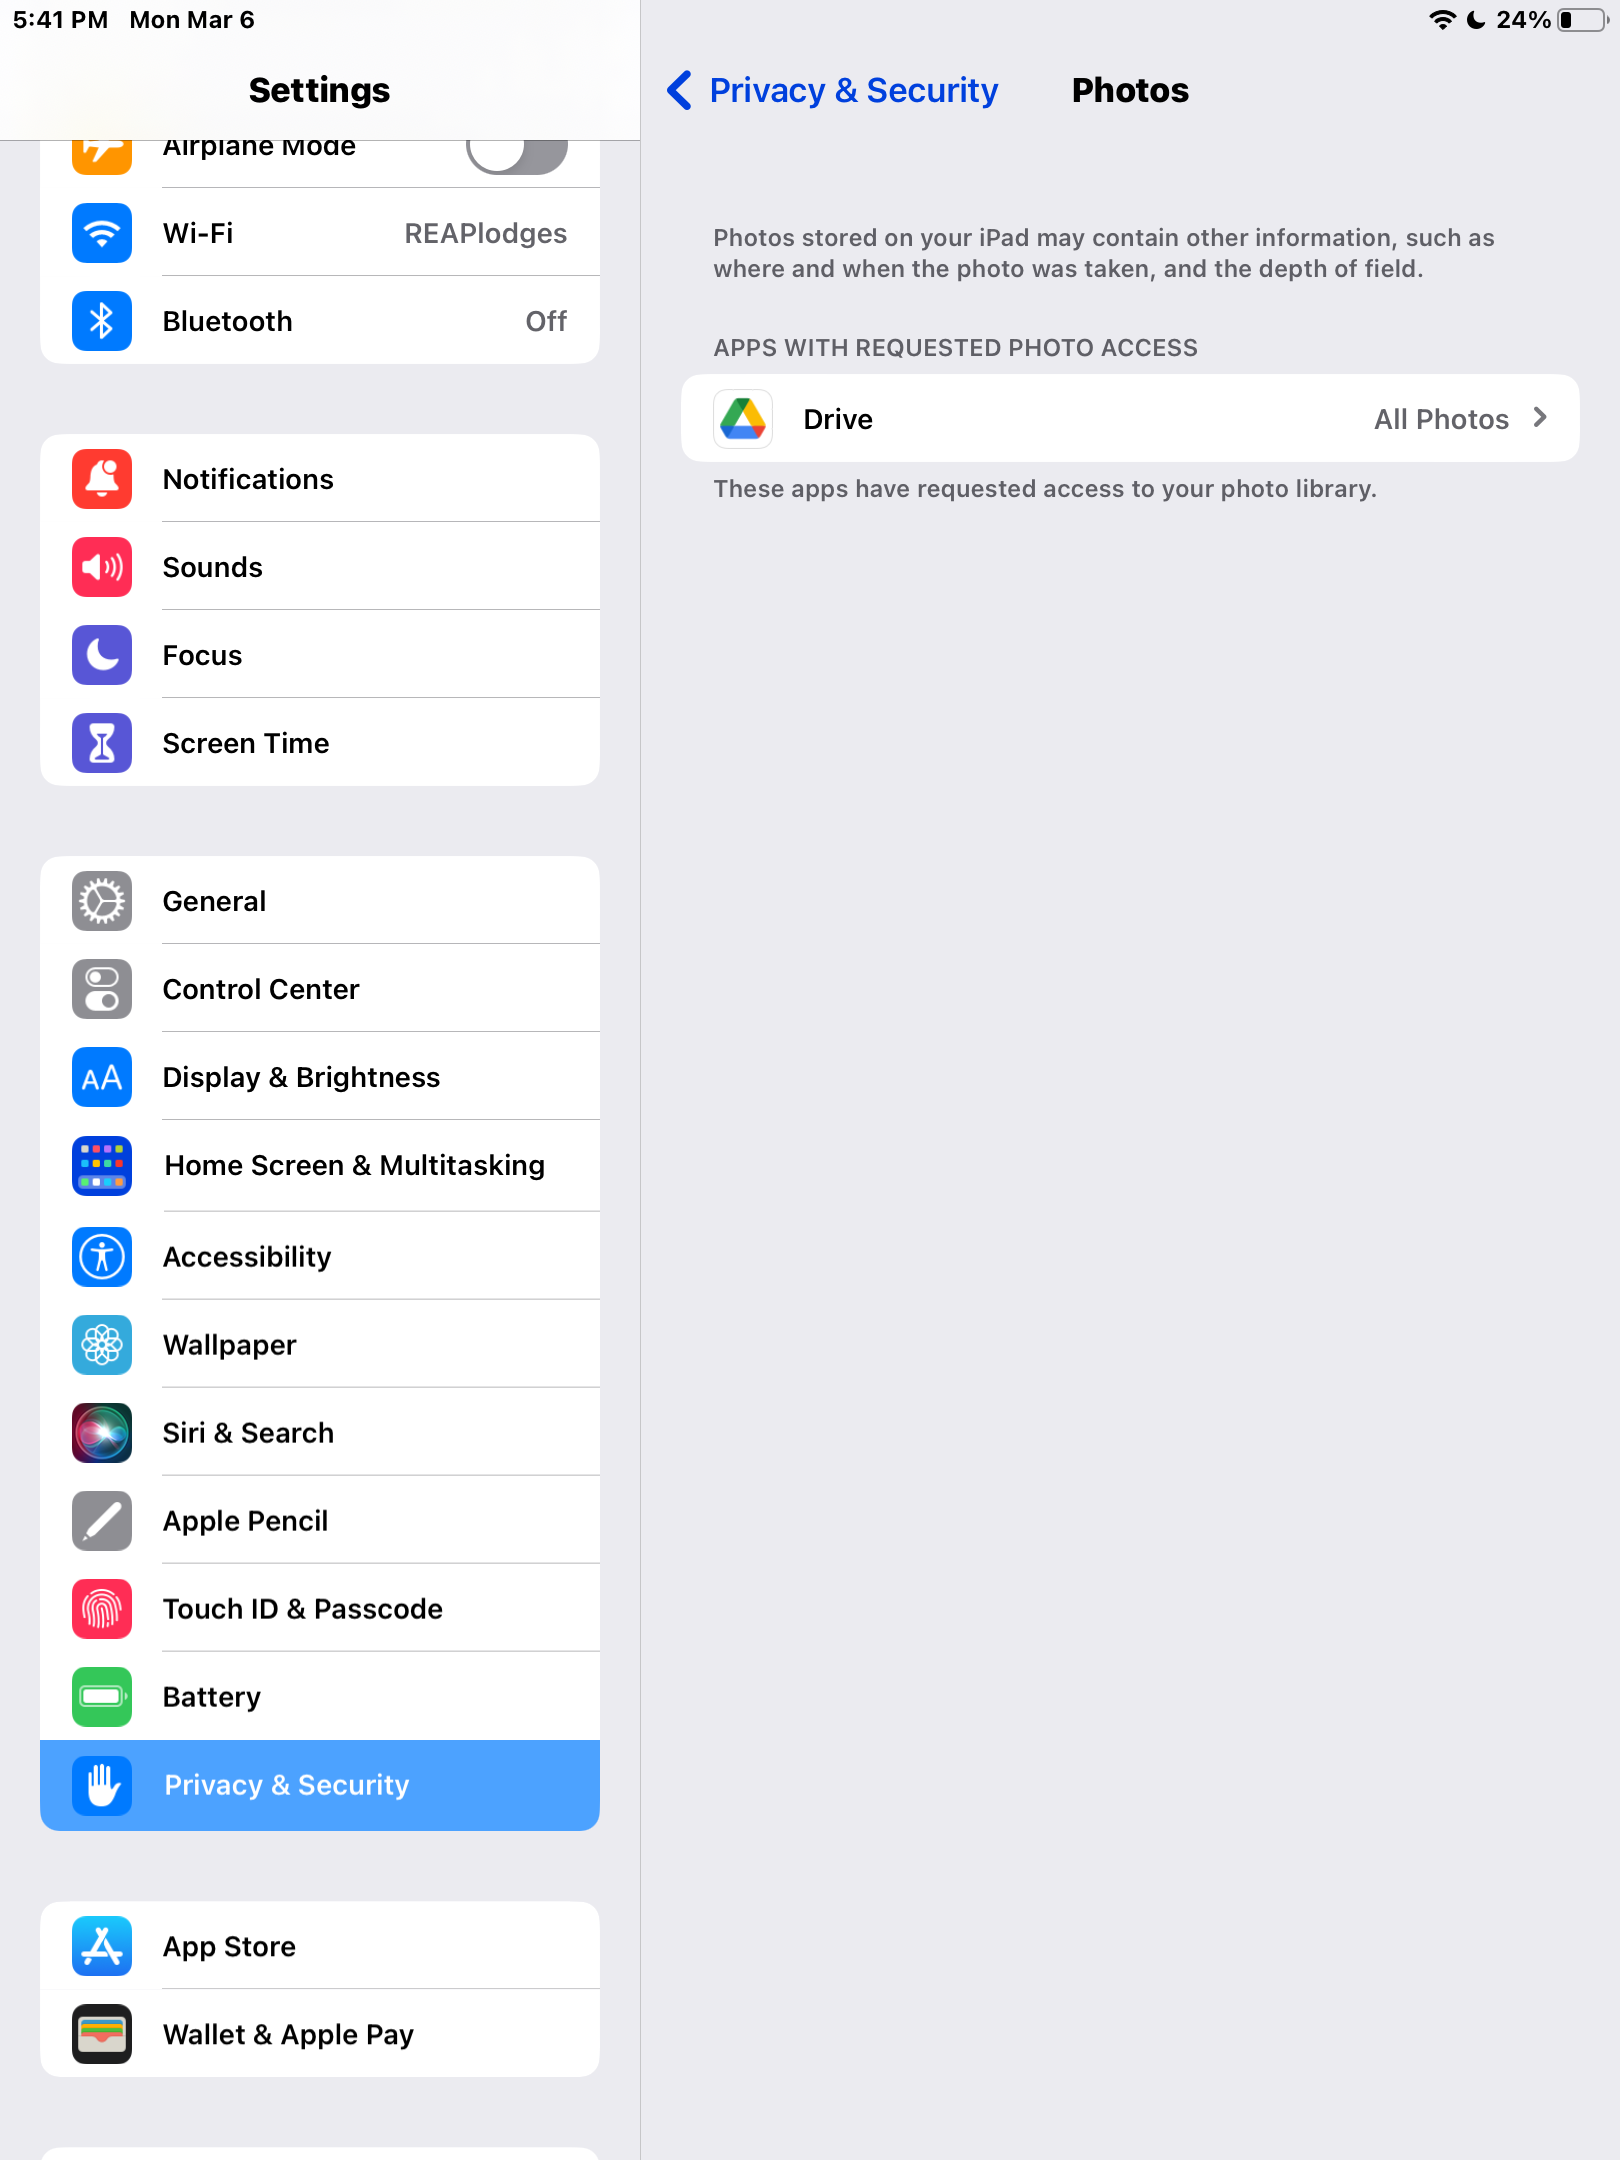 5:41 PM Mon Mar 6
24%
Settings
Airplane Mode
Wi-Fi REAPlodges
Bluetooth Off
Notifications
Sounds
Focus
Screen Time
General
Control Center
AA Display & Brightness
Home Screen & Multitasking
Accessibility
Wallpaper
Siri & Search
Apple Pencil
Touch ID & Passcode
Battery
Privacy & Security
App Store
Wallet & Apple Pay
Privacy & Security Photos
Photos stored on your iPad may contain other information, such as
where and when the photo was taken, and the depth of field.
APPS WITH REQUESTED PHOTO ACCESS
Drive All Photos
These apps have requested access to your photo library.